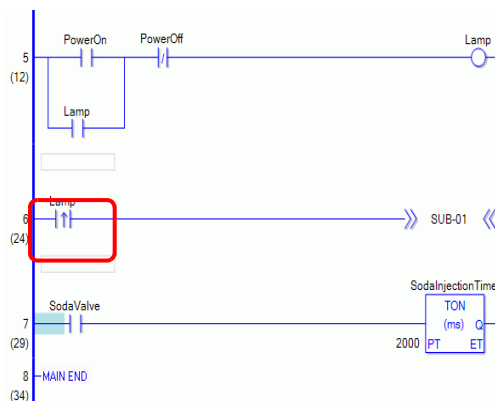 PowerOn PowerOff Lamp
5
(12)
Lamp
Lamp
6 SUB-01
(24)
SodaInjectionTime
SodaValve TON
7 (ms) Q
(29) 2000 PT ET
8 MAIN END
(34)